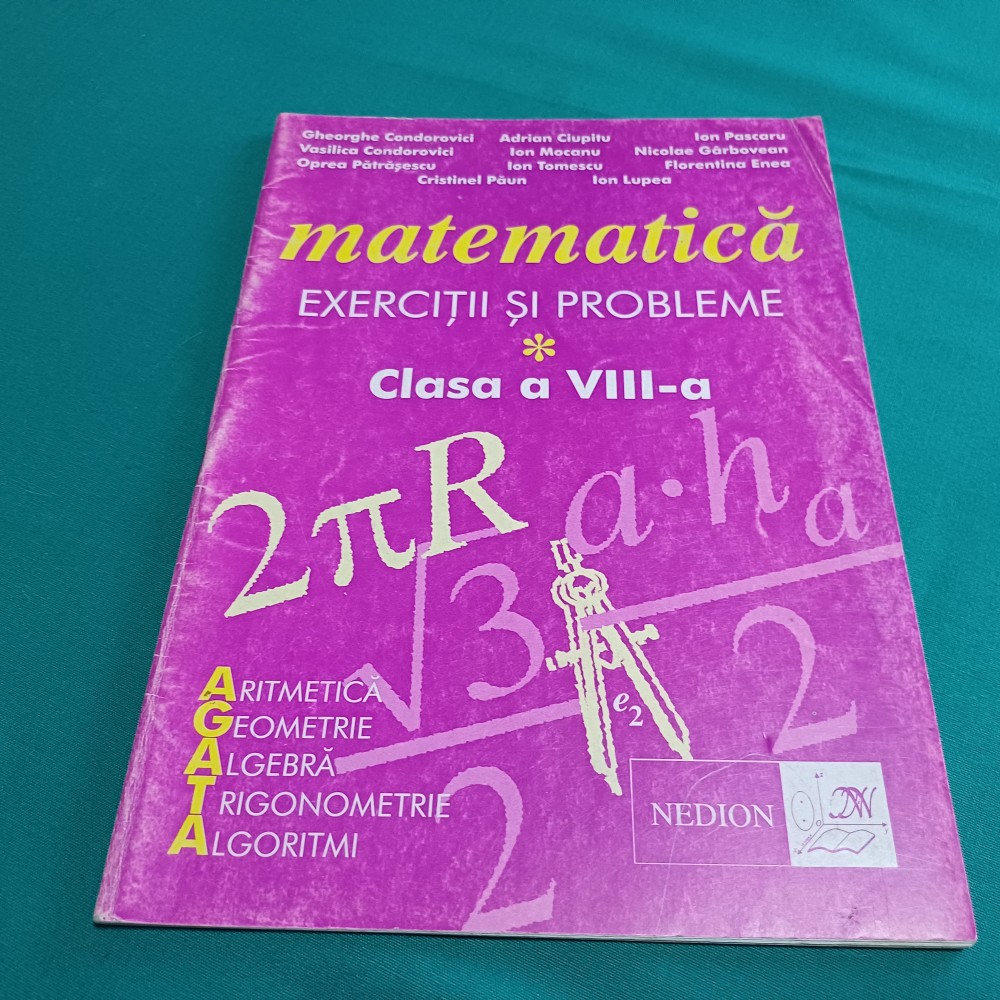 Gheorghe Condorovici Adrian Ciupitu Ion Pascaru
Vasilica Condorovici Ion Mocanu Nicolae Gârbovean
Oprea Pătrășescu Ion Tomescu Florentina Enea
Cristinel Păun Ion Lupea
matematică
EXERCIȚII ȘI PROBLEME
*
Clasa a VIII-a
2πR
a·hₐ
2
√3
2
e₂
ARITMETICĂ
GEOMETRIE
ALGEBRĂ
TRIGONOMETRIE
ALGORITMI
NEDION